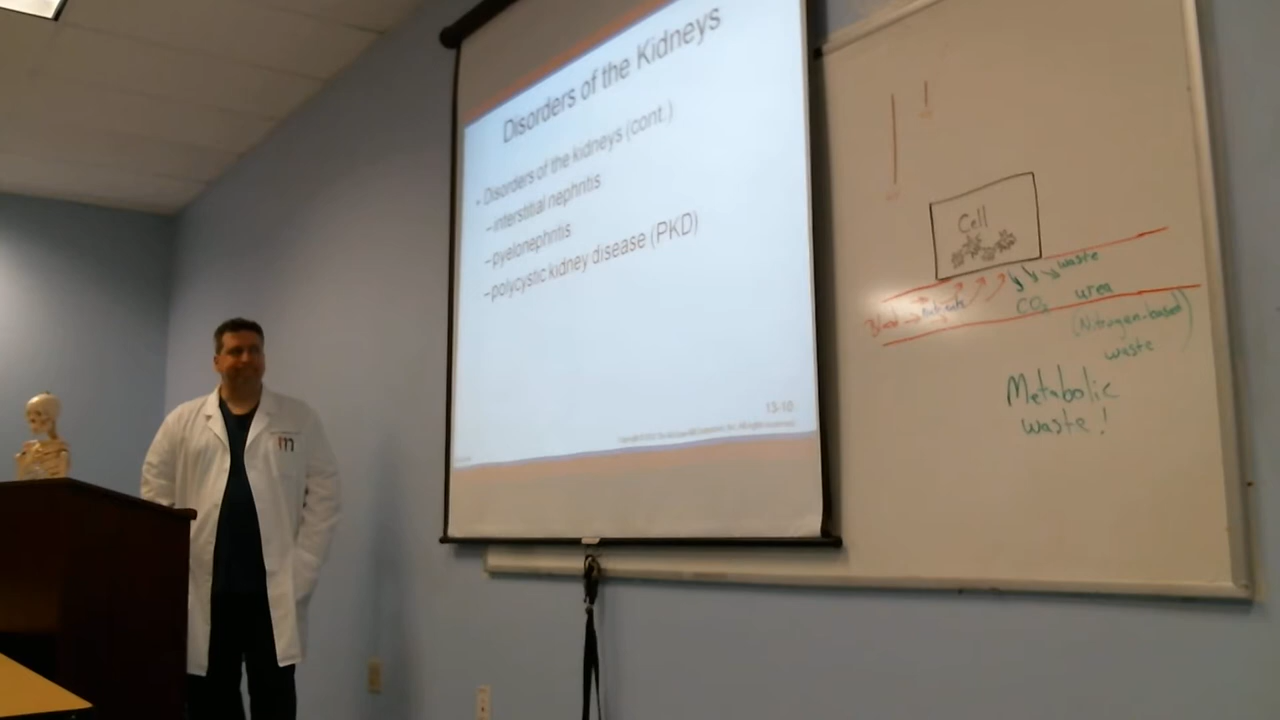 Disorders of the Kidneys
• Disorders of the kidneys (cont.)
–interstitial nephritis
–pyelonephritis
–polycystic kidney disease (PKD)
13-10
Cell
waste
Blood
CO₂ urea
(Nitrogen-based)
waste
Metabolic
waste!
m